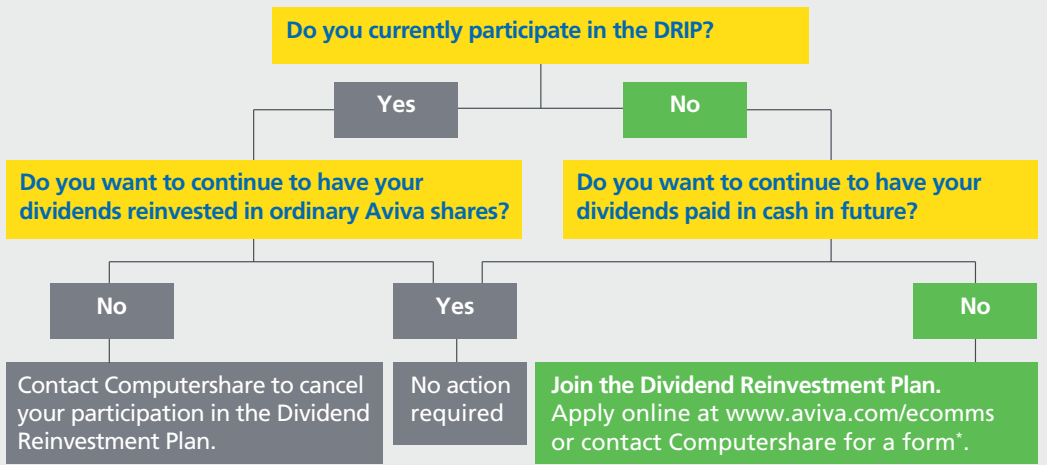 Do you currently participate in the DRIP?
Yes
No
Do you want to continue to have your
dividends reinvested in ordinary Aviva shares?
Do you want to continue to have your
dividends paid in cash in future?
No
Yes
No
Contact Computershare to cancel
your participation in the Dividend
Reinvestment Plan.
No action
required
Join the Dividend Reinvestment Plan.
Apply online at www.aviva.com/ecomms
or contact Computershare for a form*.